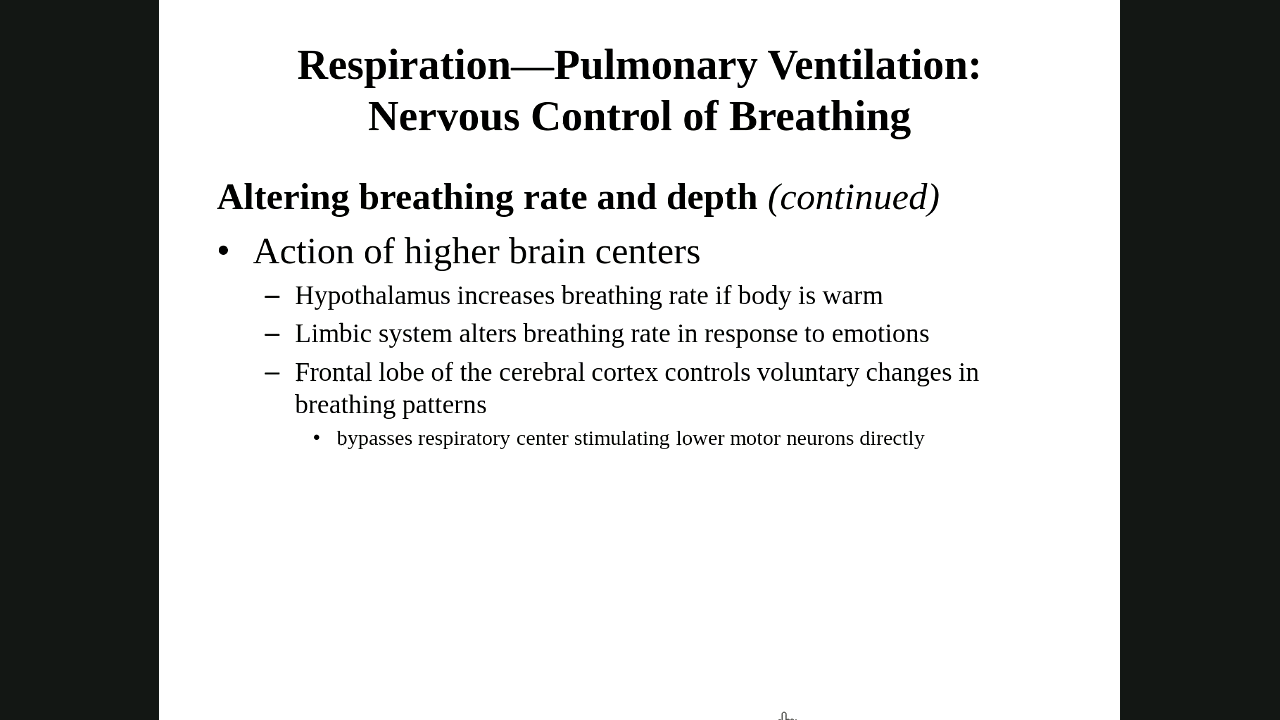 Respiration—Pulmonary Ventilation:
Nervous Control of Breathing
Altering breathing rate and depth (continued)
• Action of higher brain centers
– Hypothalamus increases breathing rate if body is warm
– Limbic system alters breathing rate in response to emotions
– Frontal lobe of the cerebral cortex controls voluntary changes in
breathing patterns
• bypasses respiratory center stimulating lower motor neurons directly